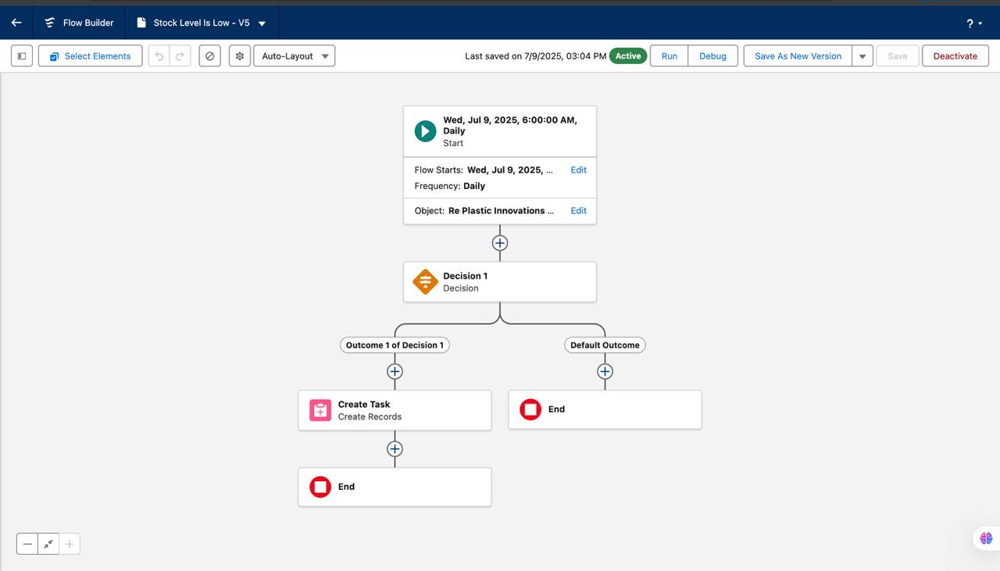 Flow Builder
Stock Level Is Low - V5
?
Select Elements
Auto-Layout
Last saved on 7/9/2025, 03:04 PM
Active
Run
Debug
Save As New Version
Save
Deactivate
Wed, Jul 9, 2025, 6:00:00 AM,
Daily
Start
Flow Starts: Wed, Jul 9, 2025, ... Edit
Frequency: Daily
Object: Re Plastic Innovations ... Edit
Decision 1
Decision
Outcome 1 of Decision 1
Default Outcome
Create Task
Create Records
End
End